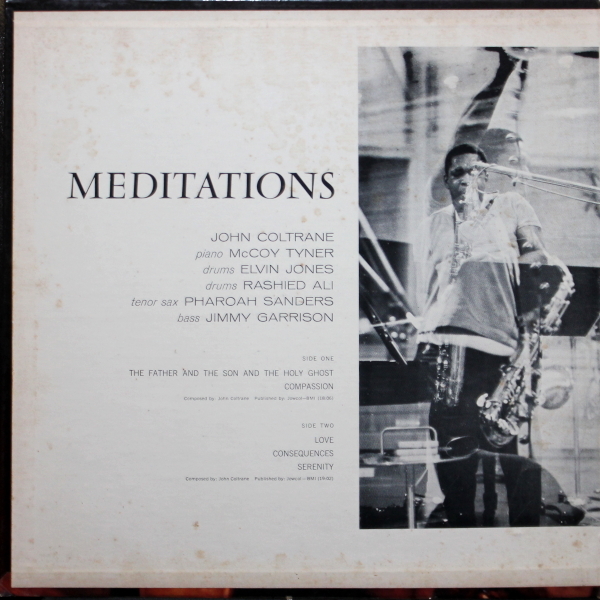 MEDITATIONS
JOHN COLTRANE
piano McCOY TYNER
drums ELVIN JONES
drums RASHIED ALI
tenor sax PHAROAH SANDERS
bass JIMMY GARRISON
SIDE ONE
THE FATHER AND THE SON AND THE HOLY GHOST
COMPASSION
Composed by: John Coltrane Published by: Jowcol—BMI
SIDE TWO
LOVE
CONSEQUENCES
SERENITY
Composed by: John Coltrane Published by: Jowcol—BMI